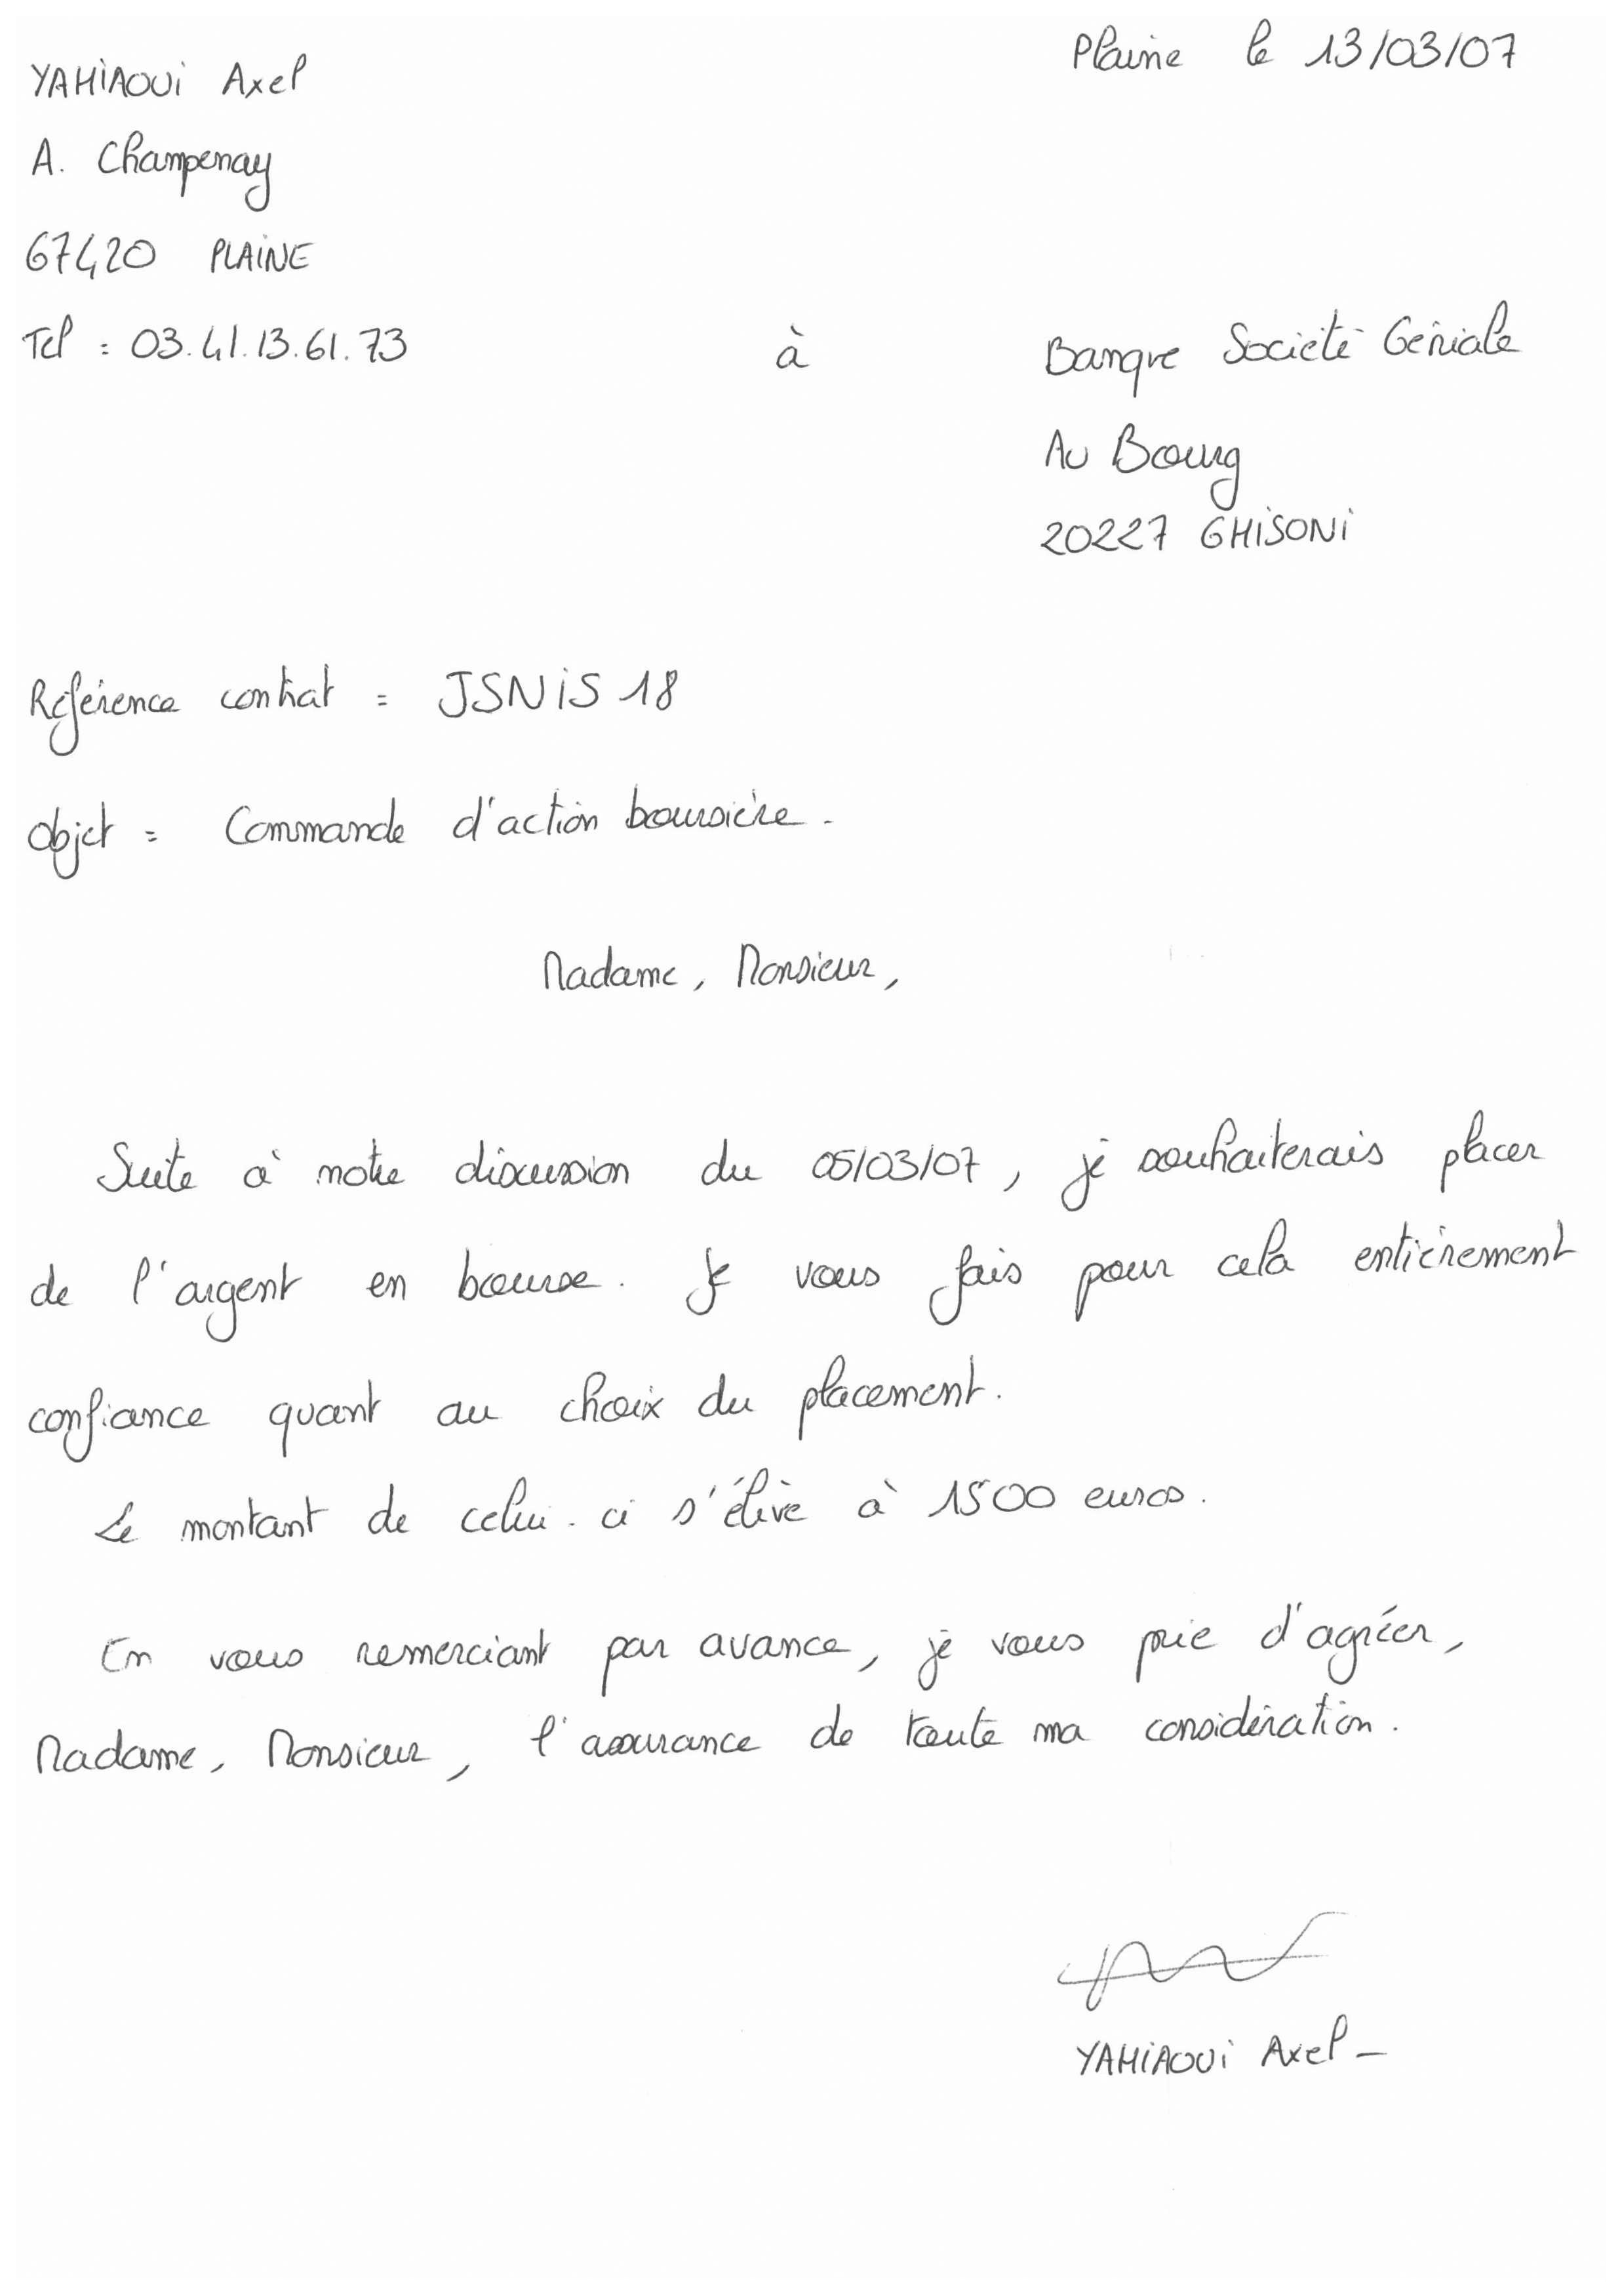 YAHIAOUI Axel
Plaine le 13/03/07
A. Champenay
67420 PLAINE
Tel : 03.41.13.61.73
à
Banque Société Géniale
Au Bourg
20227 GHISONI
Référence contrat = JSNIS 18
Objet = Commande d'action boursière.
Madame, Monsieur,
Suite à notre discussion du 05/03/07, je souhaiterais placer
de l'argent en bourse. Je vous fais pour cela entièrement
confiance quant au choix du placement.
Le montant de celui-ci s'élève à 1500 euros.
En vous remerciant par avance, je vous prie d'agréer,
Madame, Monsieur, l'assurance de toute ma considération.
YAHIAOUI Axel -